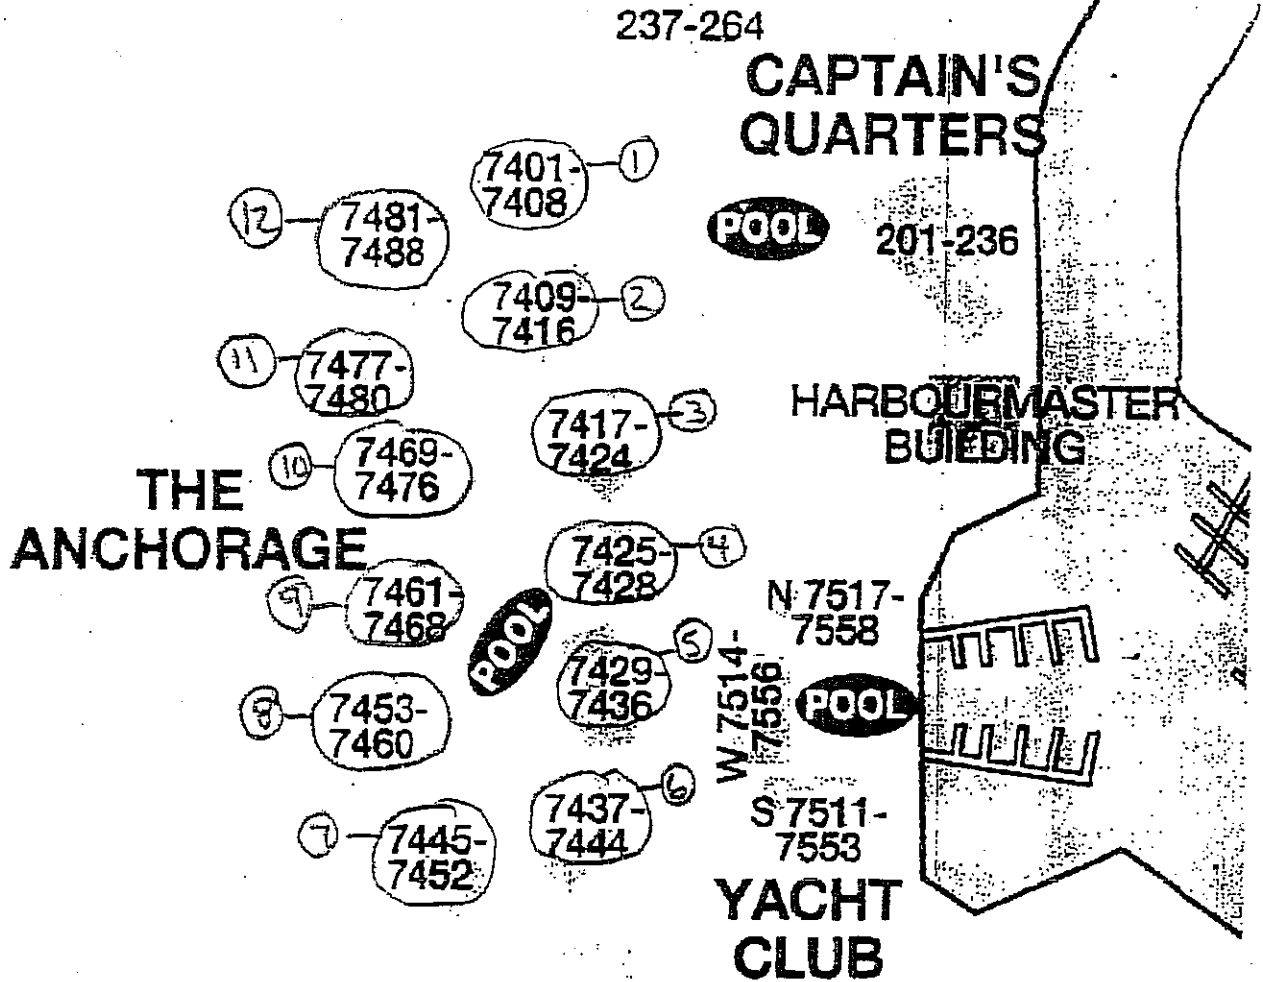 237-264
CAPTAIN'S
QUARTERS
7401-
7408
1
12
7481-
7488
POOL
201-236
7409-
7416
2
11
7477-
7480
HARBOURMASTER
BUILDING
7417-
7424
3
10
7469-
7476
THE
ANCHORAGE
7425-
7428
4
9
7461-
7468
POOL
N 7517-
7558
7429-
7436
5
W 7514-
7556
POOL
8
7453-
7460
7437-
7444
6
S 7511-
7553
7
7445-
7452
YACHT
CLUB